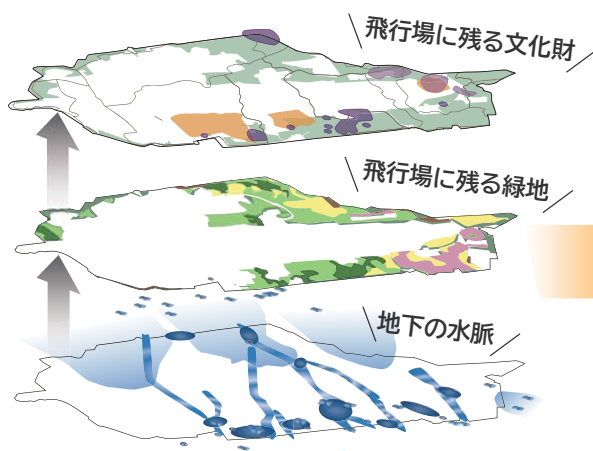 飛行場に残る文化財
飛行場に残る緑地
地下の水脈